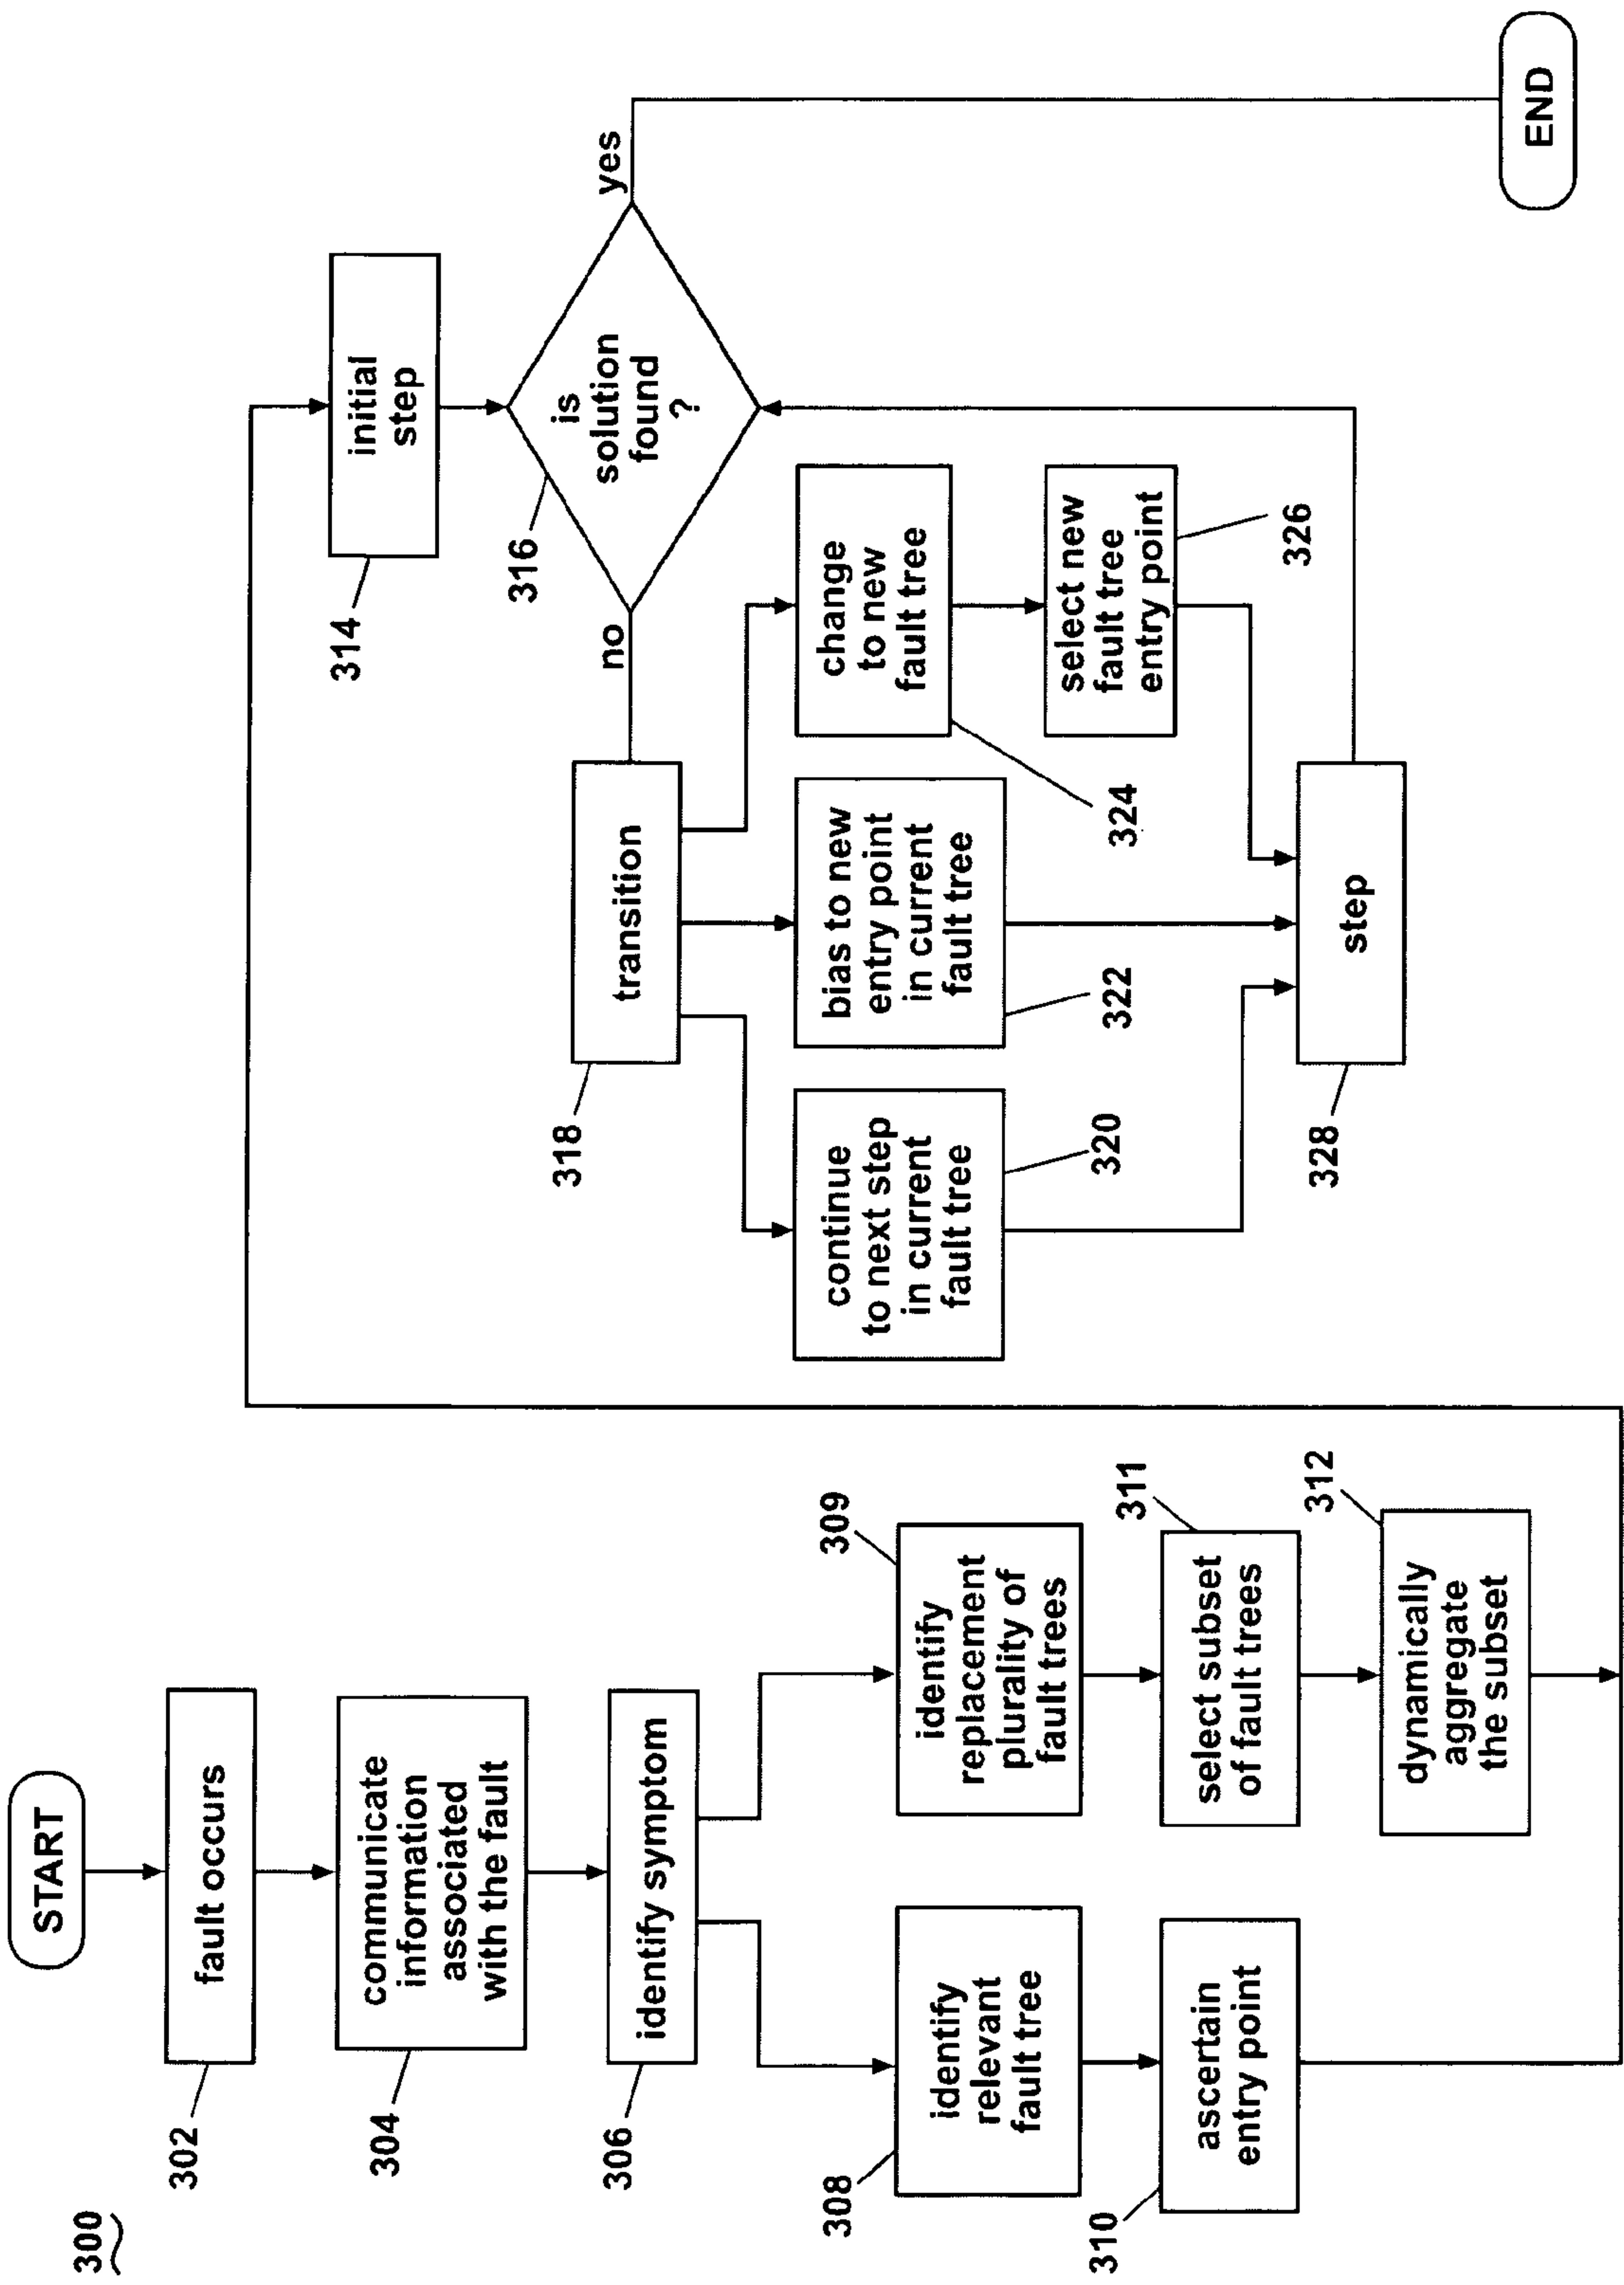 300
START
302
fault occurs
304
communicate
information
associated
with the fault
306
identify symptom
308
identify
relevant
fault tree
310
ascertain
entry point
309
identify
replacement
plurality of
fault trees
311
select subset
of fault trees
312
dynamically
aggregate
the subset
314
initial
step
316
is
solution
found
?
yes
no
318
transition
320
continue
to next step
in current
fault tree
322
bias to new
entry point
in current
fault tree
324
change
to new
fault tree
326
select new
fault tree
entry point
328
step
END